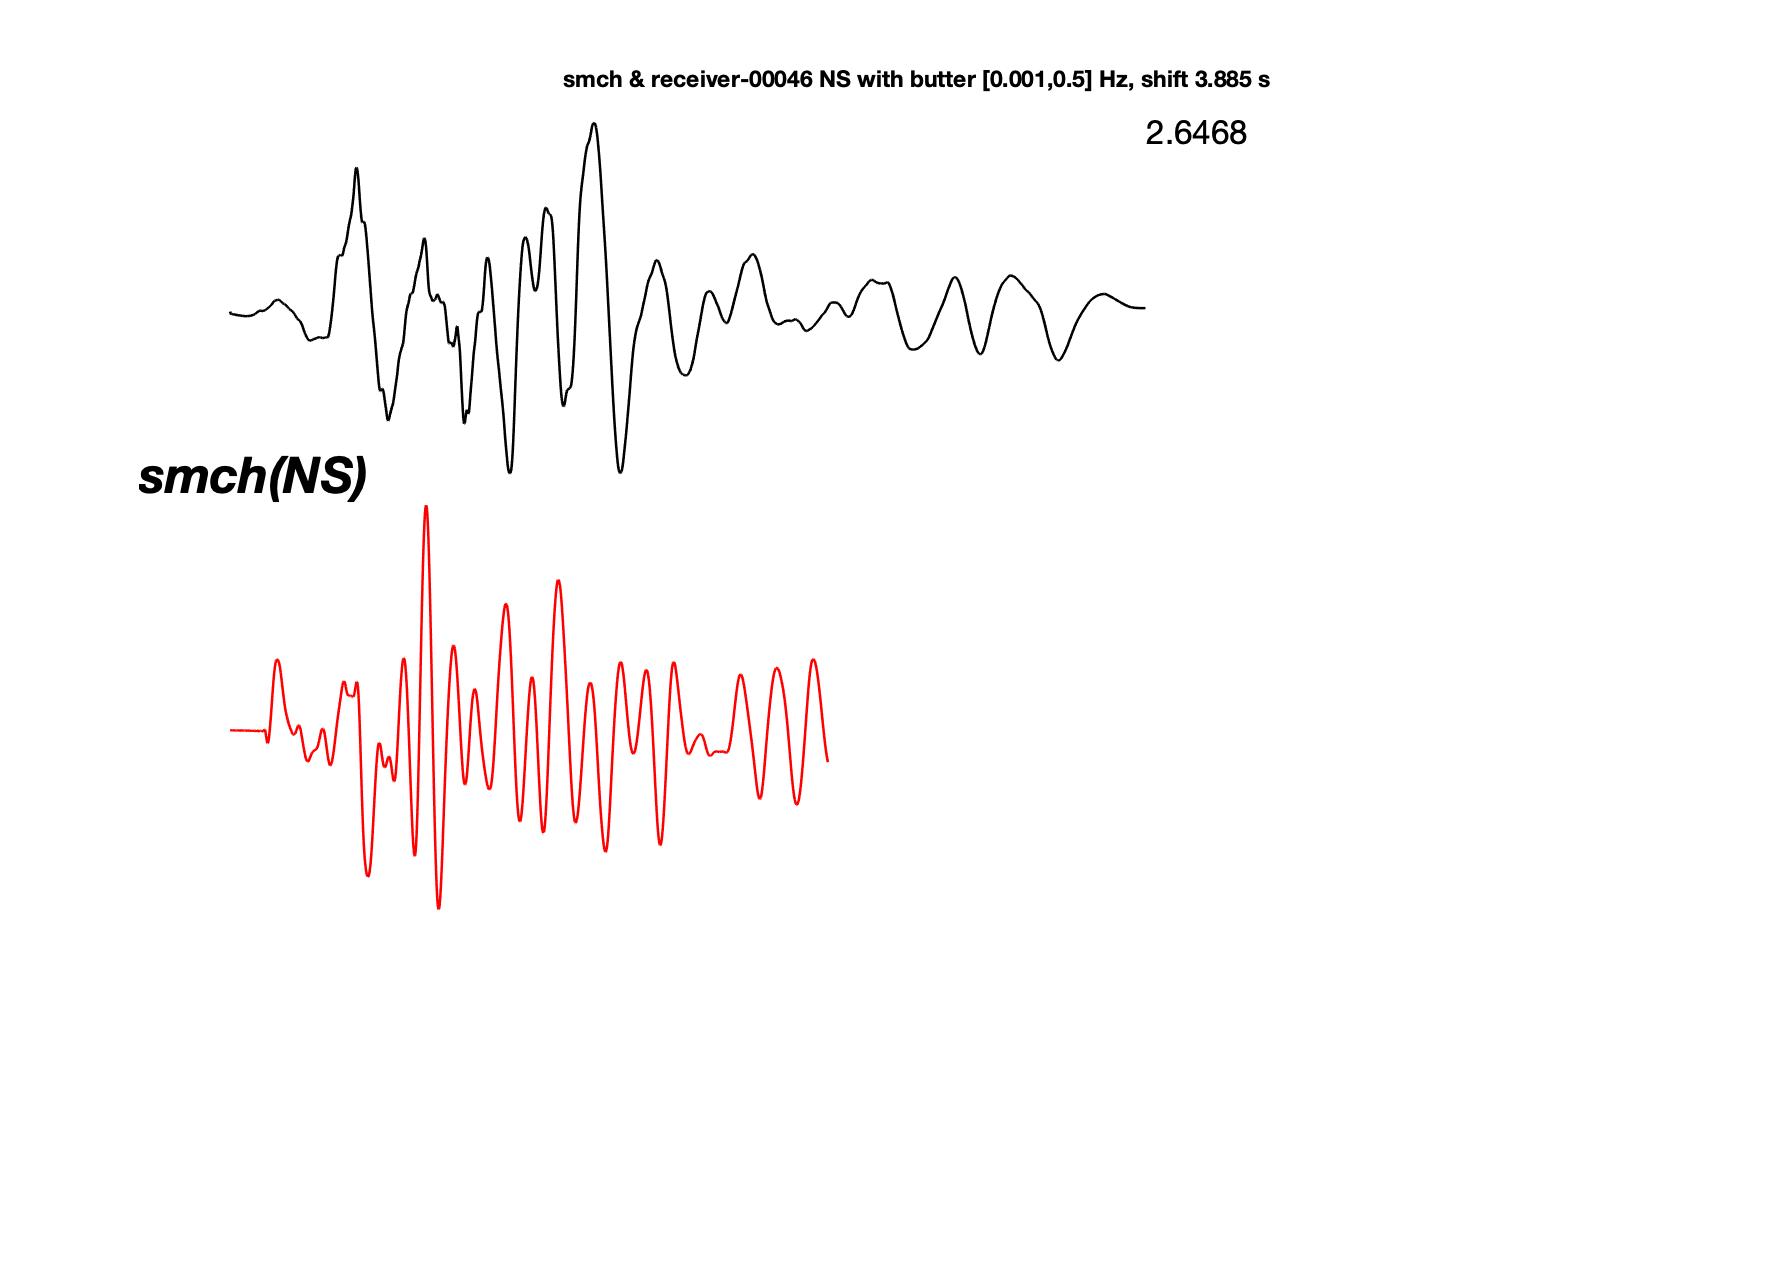 smch & receiver-00046 NS with butter [0.001,0.5] Hz, shift 3.885 s
2.6468
smch(NS)